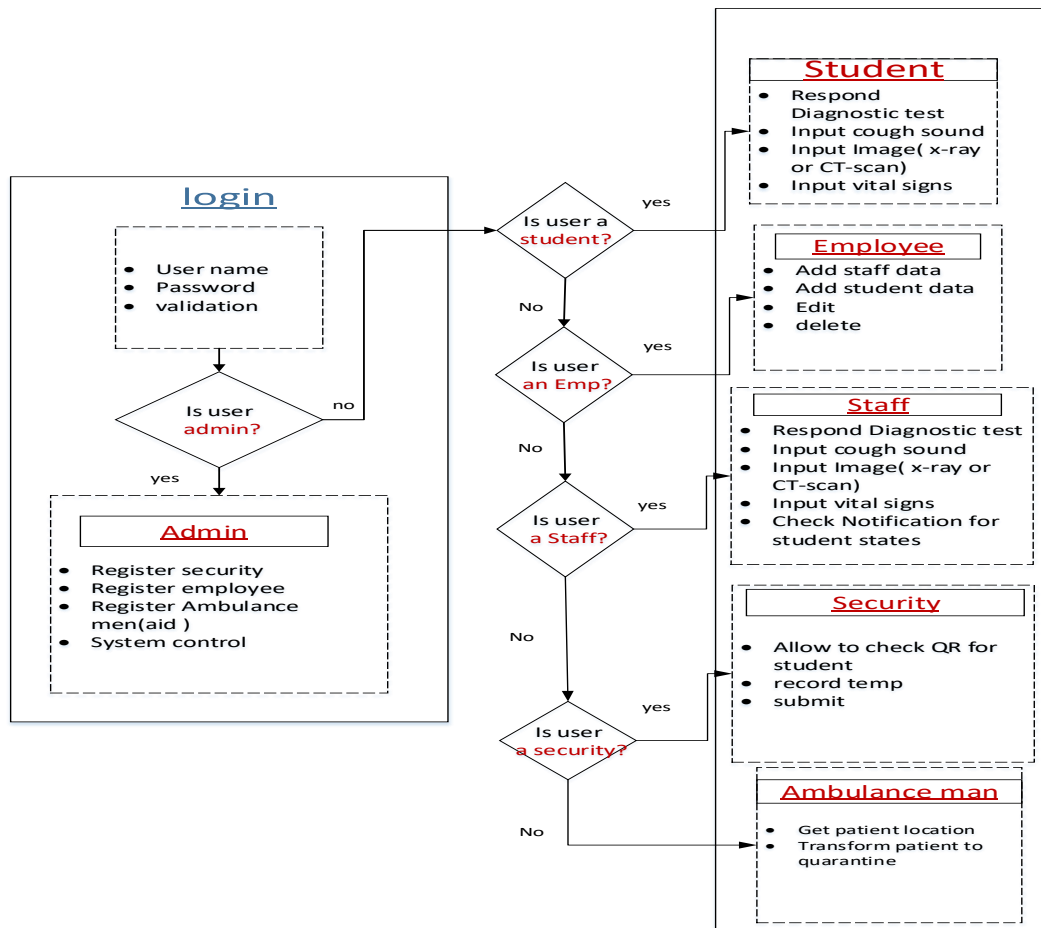 login
User name
Password
validation
Is user
admin?
no
yes
Admin
Register security
Register employee
Register Ambulance
men(aid )
System control
Is user a
student?
yes
No
Is user
an Emp?
yes
No
Is user
a Staff?
yes
No
Is user
a security?
yes
No
Student
Respond
Diagnostic test
Input cough sound
Input Image( x-ray
or CT-scan)
Input vital signs
Employee
Add staff data
Add student data
Edit
delete
Staff
Respond Diagnostic test
Input cough sound
Input Image( x-ray or
CT-scan)
Input vital signs
Check Notification for
student states
Security
Allow to check QR for
student
record temp
submit
Ambulance man
Get patient location
Transform patient to
quarantine